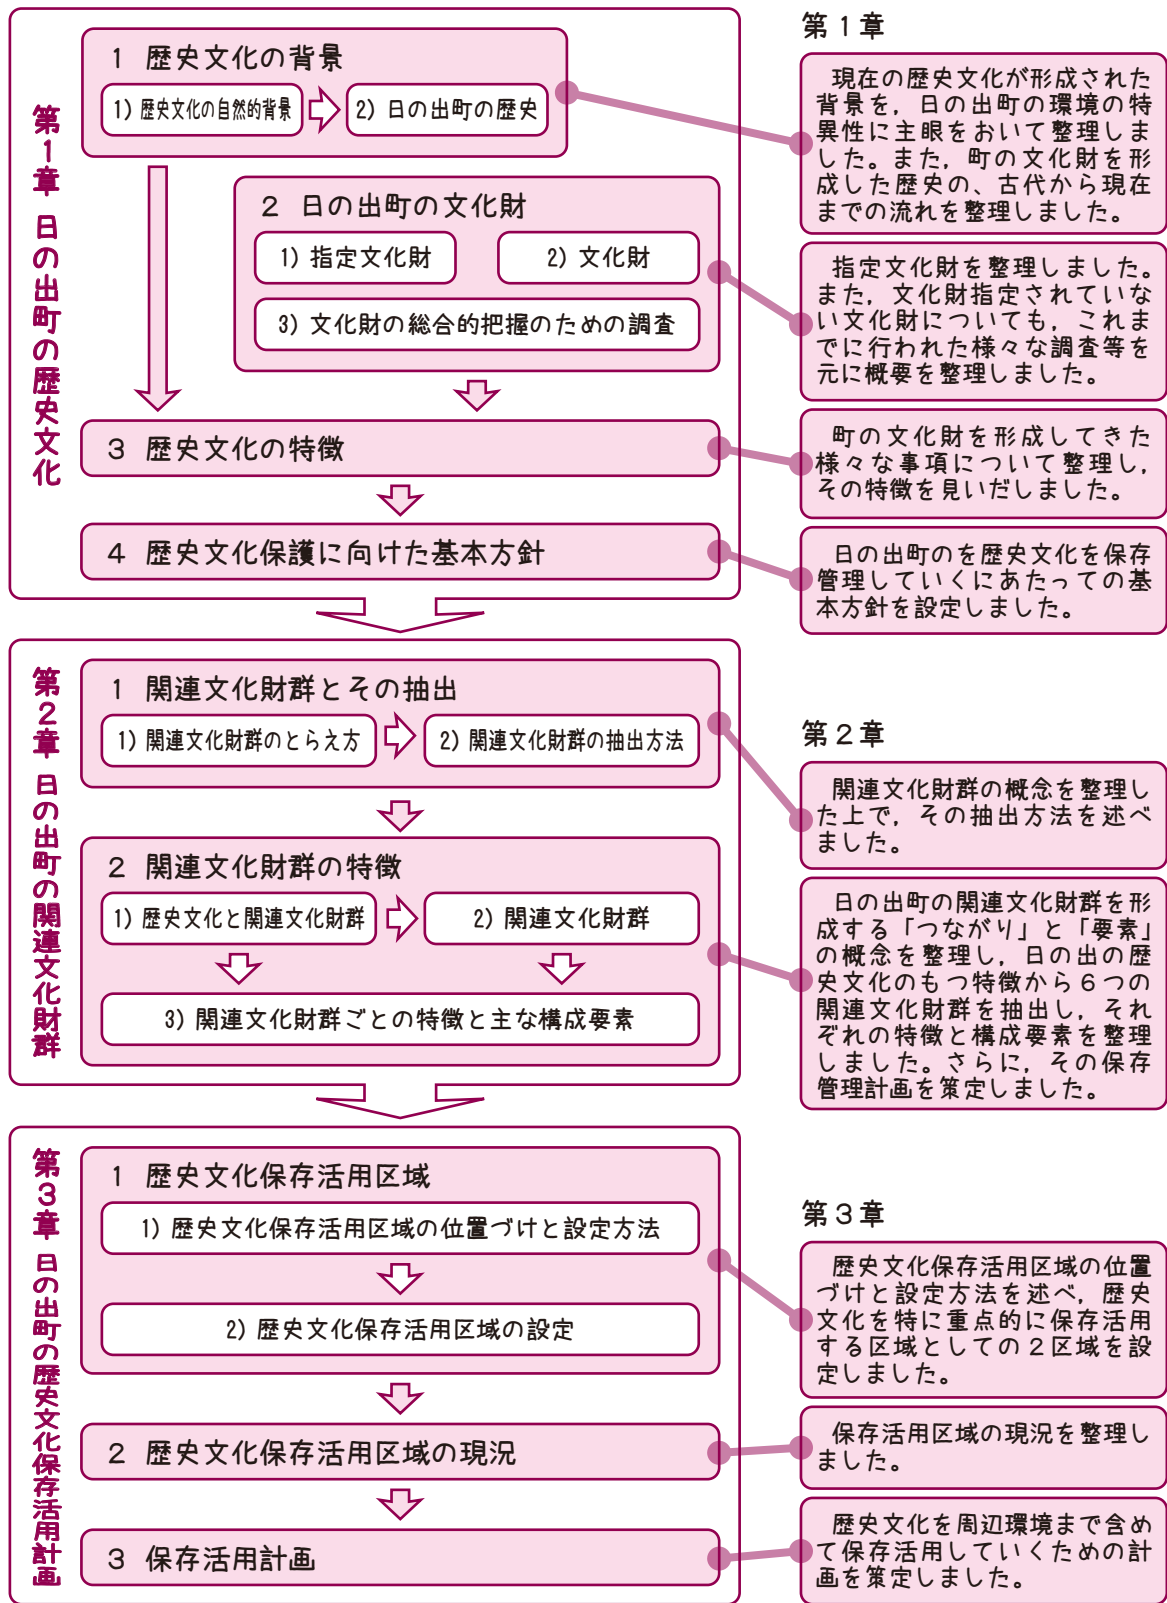 第1章 日の出町の歴史文化
1 歴史文化の背景
1) 歴史文化の自然的背景
2) 日の出町の歴史
2 日の出町の文化財
1) 指定文化財
2) 文化財
3) 文化財の総合的把握のための調査
3 歴史文化の特徴
4 歴史文化保護に向けた基本方針
第1章
現在の歴史文化が形成された
背景を，日の出町の環境の特
異性に主眼をおいて整理しま
した。また，町の文化財を形
成した歴史の、古代から現在
までの流れを整理しました。
指定文化財を整理しました。
また，文化財指定されていな
い文化財についても，これま
でに行われた様々な調査等を
元に概要を整理しました。
町の文化財を形成してきた
様々な事項について整理し，
その特徴を見いだしました。
日の出町のを歴史文化を保存
管理していくにあたっての基
本方針を設定しました。
第2章 日の出町の関連文化財群
1 関連文化財群とその抽出
1) 関連文化財群のとらえ方
2) 関連文化財群の抽出方法
2 関連文化財群の特徴
1) 歴史文化と関連文化財群
2) 関連文化財群
3) 関連文化財群ごとの特徴と主な構成要素
第2章
関連文化財群の概念を整理し
た上で，その抽出方法を述べ
ました。
日の出町の関連文化財群を形
成する「つながり」と「要素」
の概念を整理し，日の出の歴
史文化のもつ特徴から6つの
関連文化財群を抽出し，それ
ぞれの特徴と構成要素を整理
しました。さらに，その保存
管理計画を策定しました。
第3章 日の出町の歴史文化保存活用計画
1 歴史文化保存活用区域
1) 歴史文化保存活用区域の位置づけと設定方法
2) 歴史文化保存活用区域の設定
2 歴史文化保存活用区域の現況
3 保存活用計画
第3章
歴史文化保存活用区域の位置
づけと設定方法を述べ，歴史
文化を特に重点的に保存活用
する区域としての2区域を設
定しました。
保存活用区域の現況を整理し
ました。
歴史文化を周辺環境まで含め
て保存活用していくための計
画を策定しました。